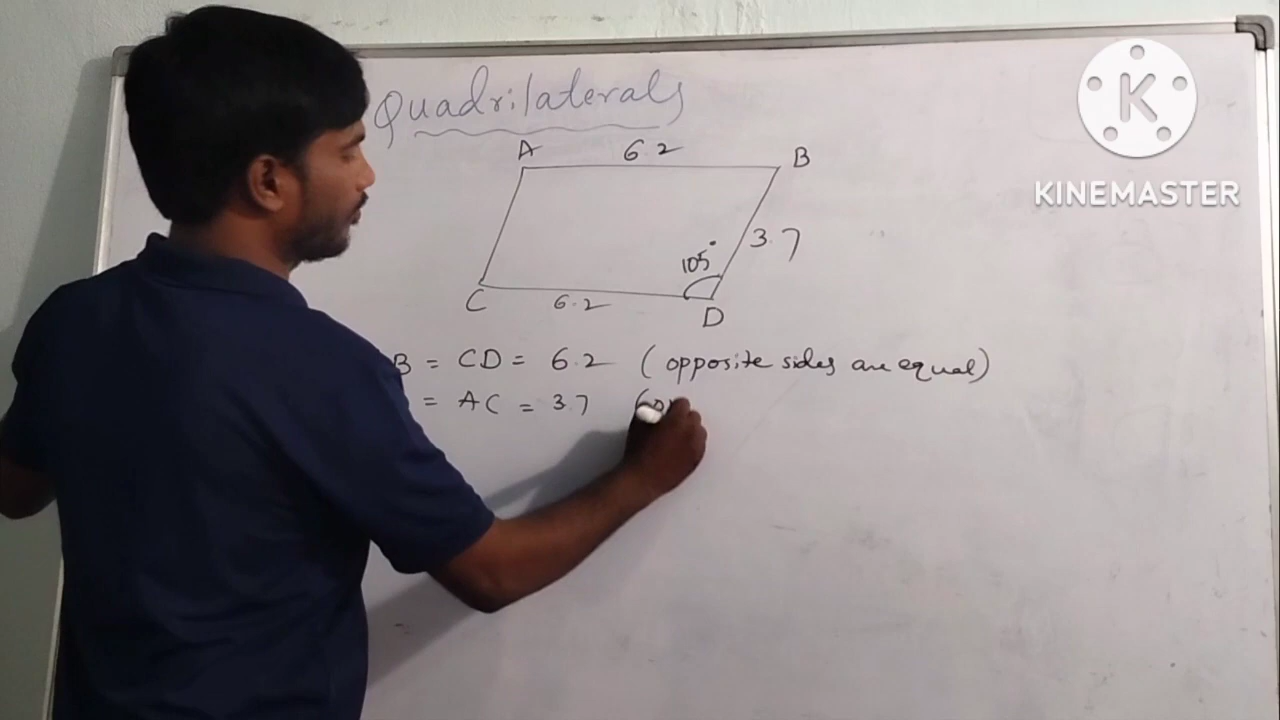 Quadrilaterals
A 6.2 B
105° 3.7
C 6.2 D
B = CD = 6.2 (opposite sides are equal)
= AC = 3.7
K
KINEMASTER